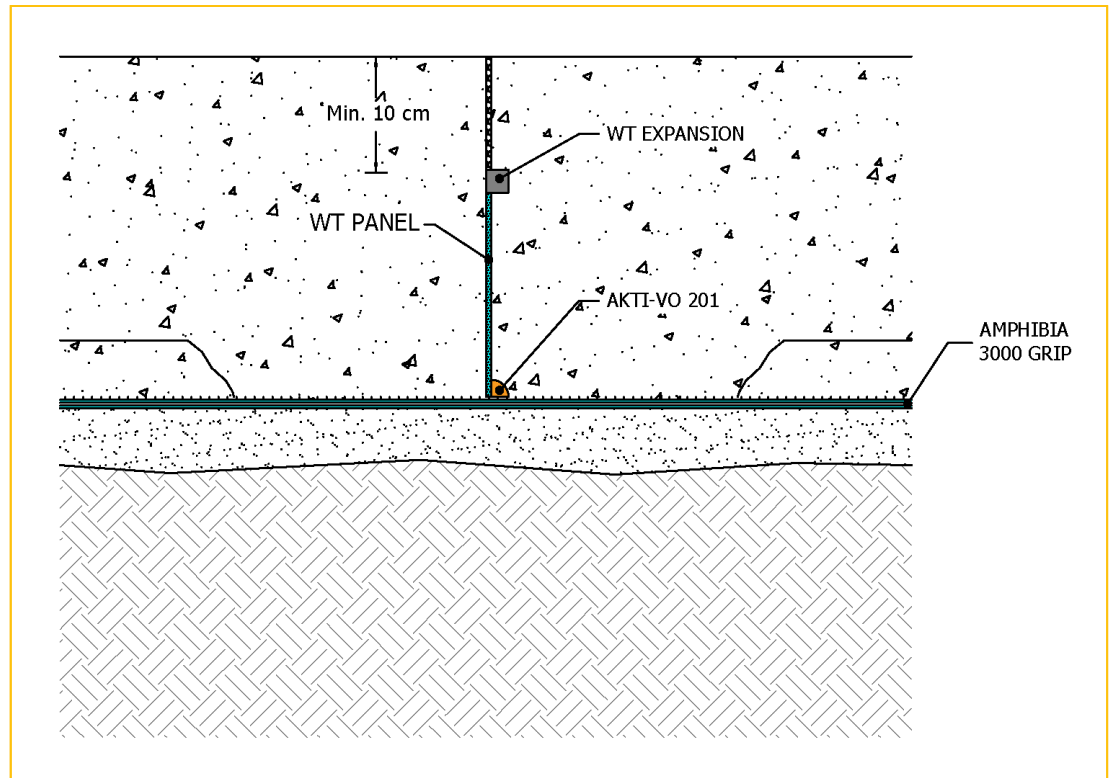 Min. 10 cm
WT EXPANSION
WT PANEL
AKTI-VO 201
AMPHIBIA
3000 GRIP